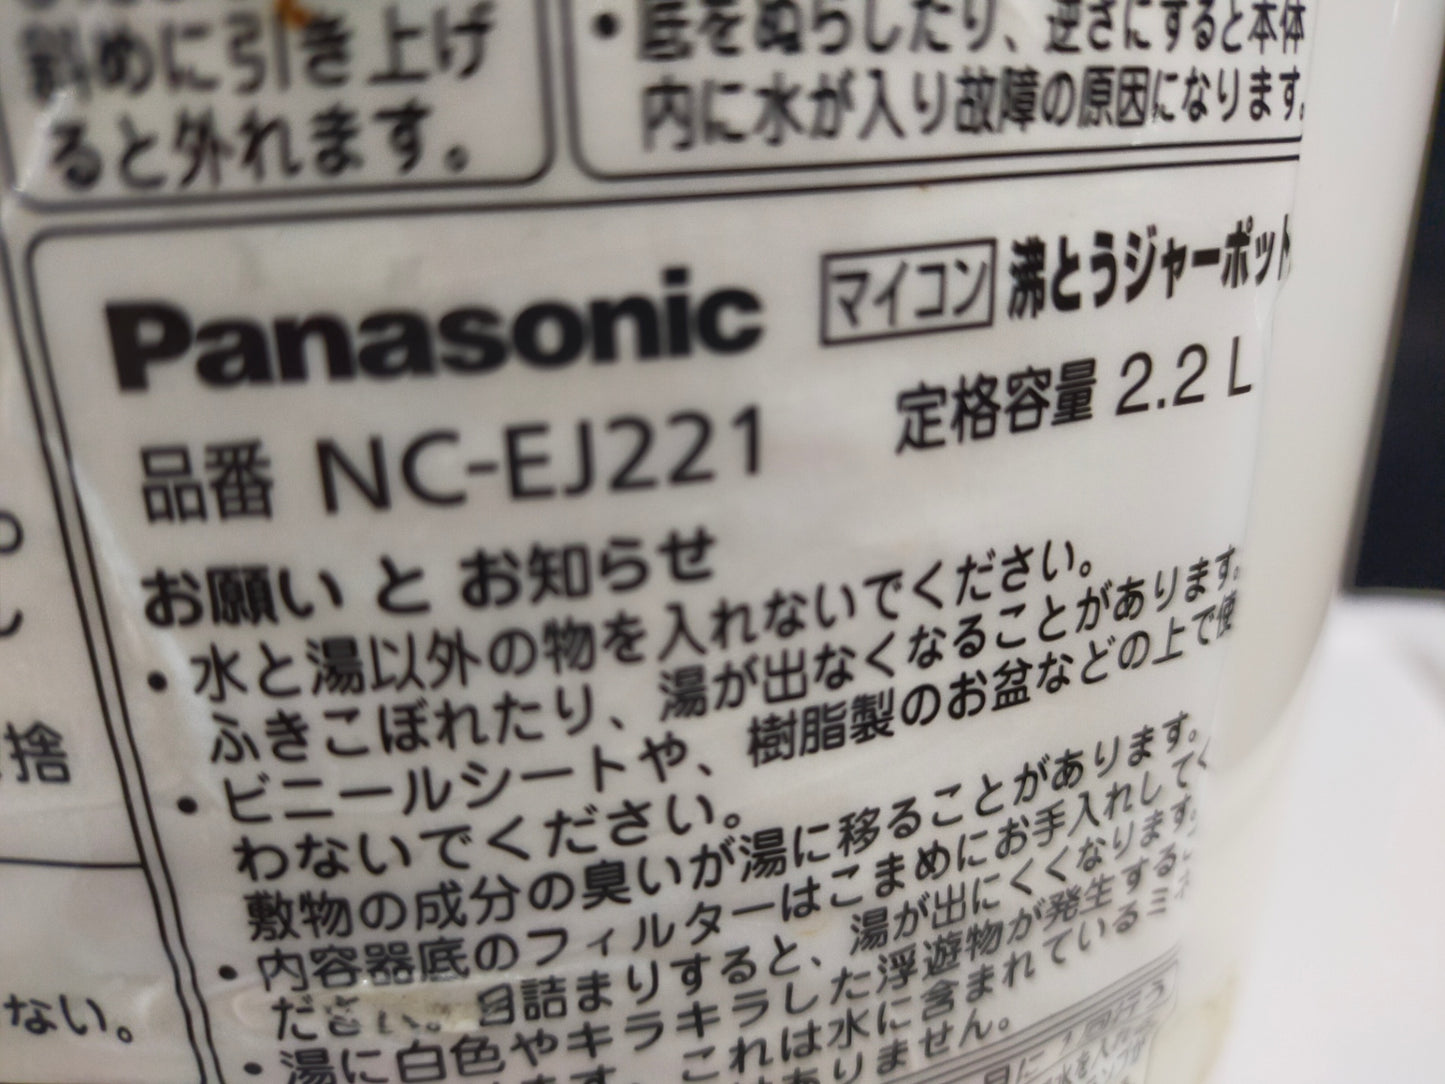 斜めに引き上げ
ると外れます。
・底をぬらしたり、逆さにすると本体
内に水が入り故障の原因になります。
Panasonic マイコン 沸とうジャーポット
品番 NC-EJ221 定格容量 2.2 L
お願い と お知らせ
・水と湯以外の物を入れないでください。
ふきこぼれたり、湯が出なくなることがあります。
・ビニールシートや、樹脂製のお盆などの上で使
わないでください。
敷物の成分の臭いが湯に移ることがあります。
・内容器底のフィルターはこまめにお手入れしてく
ださい。目詰まりすると、湯が出にくくなります。
・湯に白色やキラキラした浮遊物が発生する
これは水に含まれているミネ
ありません。
捨
ない。